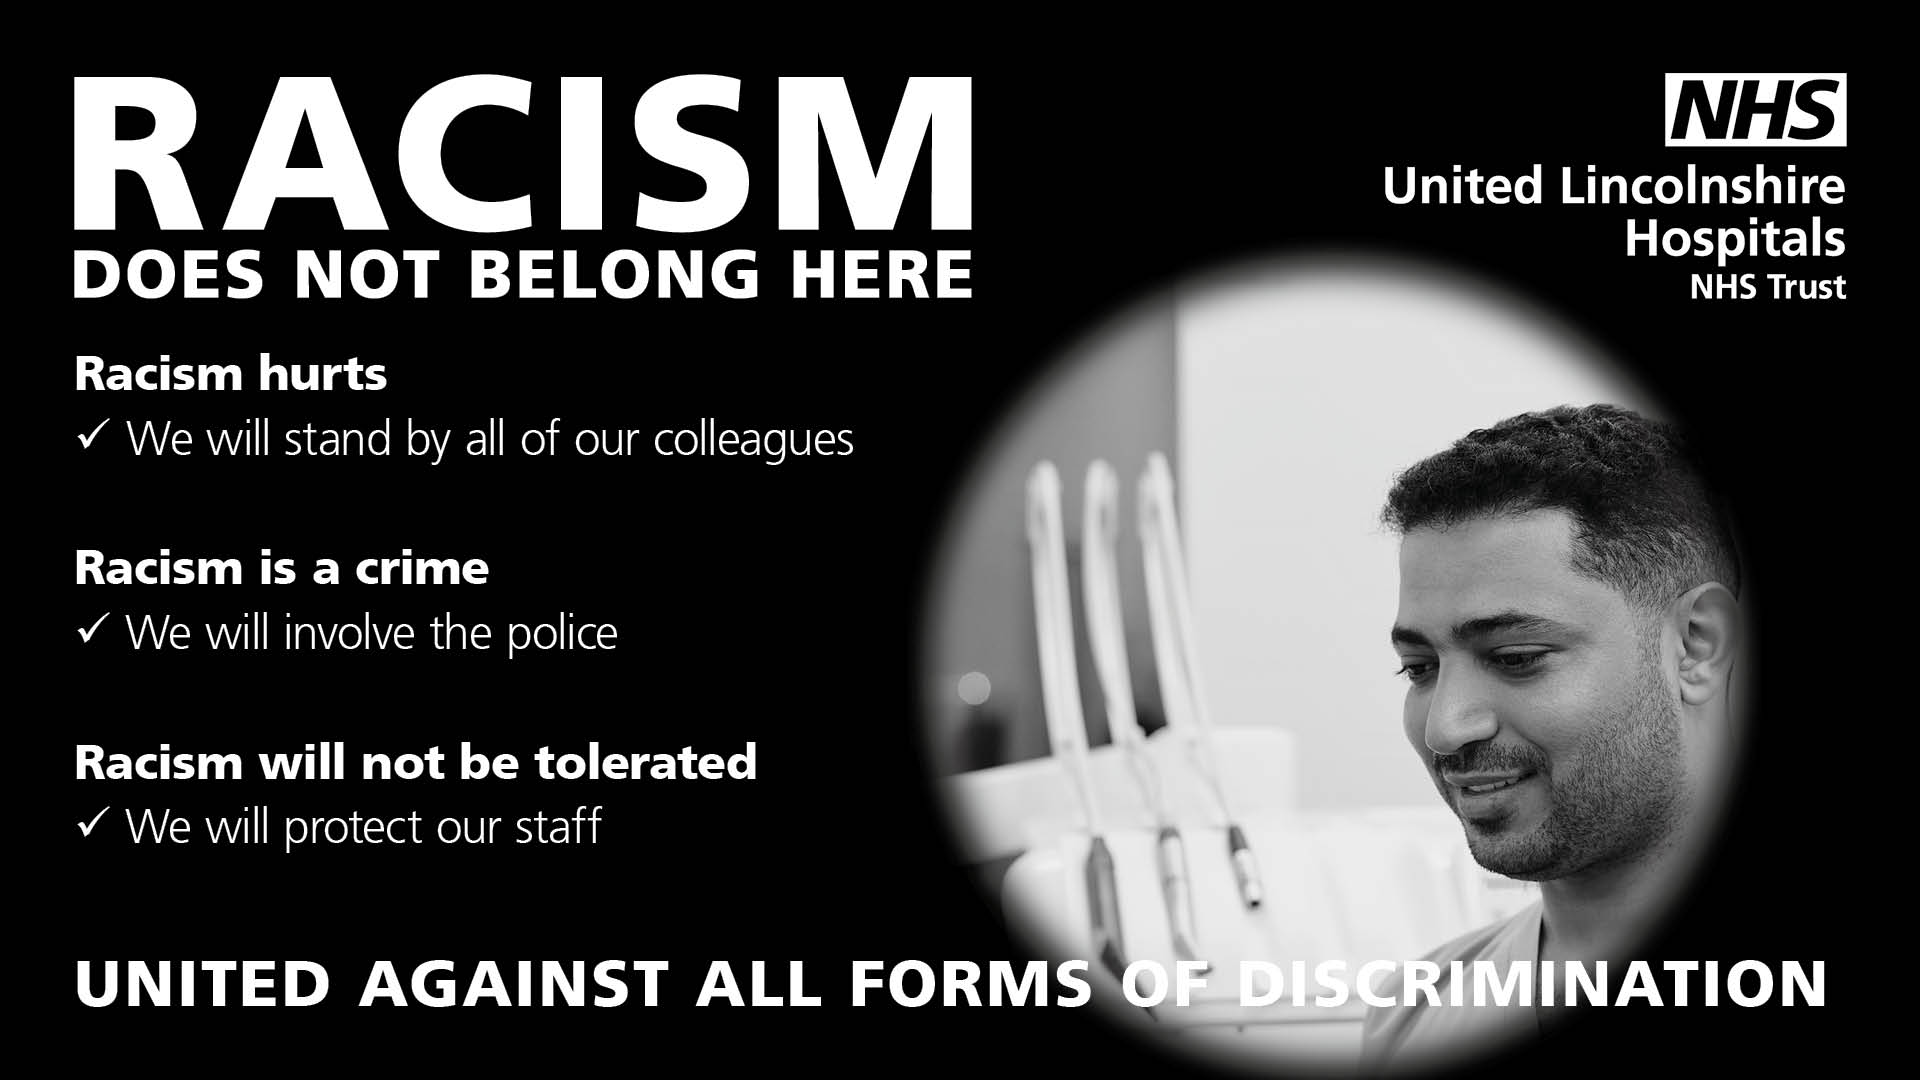 RACISM
DOES NOT BELONG HERE
NHS
United Lincolnshire
Hospitals
NHS Trust
Racism hurts
✓ We will stand by all of our colleagues
Racism is a crime
✓ We will involve the police
Racism will not be tolerated
✓ We will protect our staff
UNITED AGAINST ALL FORMS OF DISCRIMINATION